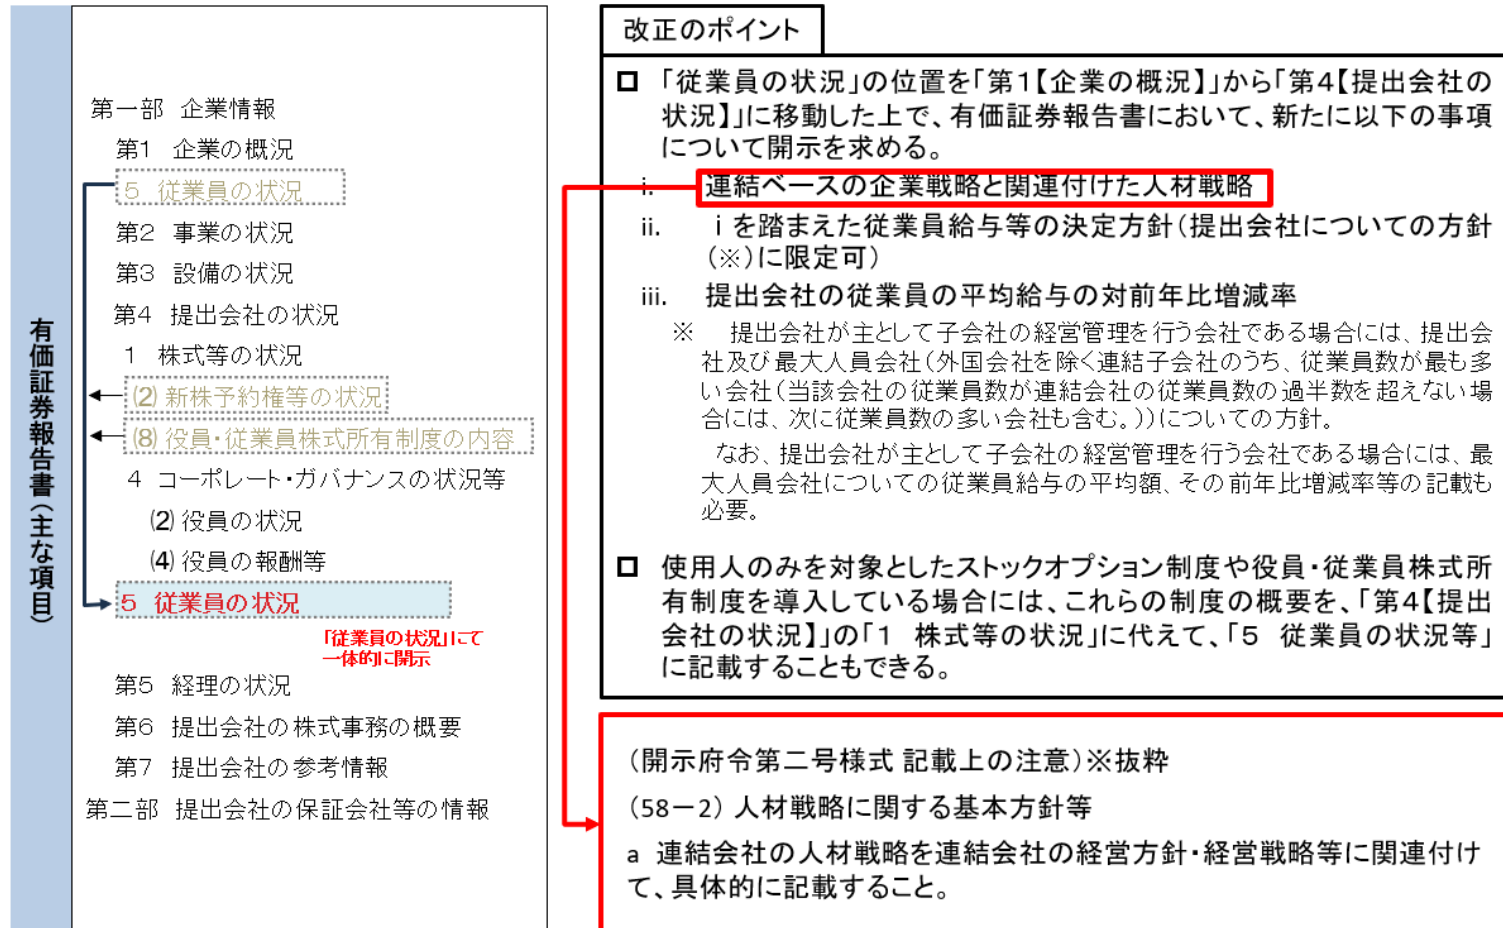 有価証券報告書(主な項目)
第一部 企業情報
第1 企業の概況
5 従業員の状況
第2 事業の状況
第3 設備の状況
第4 提出会社の状況
1 株式等の状況
(2) 新株予約権等の状況
(8) 役員・従業員株式所有制度の内容
4 コーポレート・ガバナンスの状況等
(2) 役員の状況
(4) 役員の報酬等
5 従業員の状況
「従業員の状況」にて
一体的に開示
第5 経理の状況
第6 提出会社の株式事務の概要
第7 提出会社の参考情報
第二部 提出会社の保証会社等の情報
改正のポイント
「従業員の状況」の位置を「第1【企業の概況】」から「第4【提出会社の
状況】」に移動した上で、有価証券報告書において、新たに以下の事項
について開示を求める。
i. 連結ベースの企業戦略と関連付けた人材戦略
ii. iを踏まえた従業員給与等の決定方針(提出会社についての方針
(※)に限定可)
iii. 提出会社の従業員の平均給与の対前年比増減率
※ 提出会社が主として子会社の経営管理を行う会社である場合には、提出会
社及び最大人員会社(外国会社を除く連結子会社のうち、従業員数が最も多
い会社(当該会社の従業員数が連結会社の従業員数の過半数を超えない場
合には、次に従業員数の多い会社も含む。))についての方針。
なお、提出会社が主として子会社の経営管理を行う会社である場合には、最
大人員会社についての従業員給与の平均額、その前年比増減率等の記載も
必要。
使用人のみを対象としたストックオプション制度や役員・従業員株式所
有制度を導入している場合には、これらの制度の概要を、「第4【提出
会社の状況】」の「1 株式等の状況」に代えて、「5 従業員の状況等」
に記載することもできる。
(開示府令第二号様式 記載上の注意)※抜粋
(58-2) 人材戦略に関する基本方針等
a 連結会社の人材戦略を連結会社の経営方針・経営戦略等に関連付け
て、具体的に記載すること。